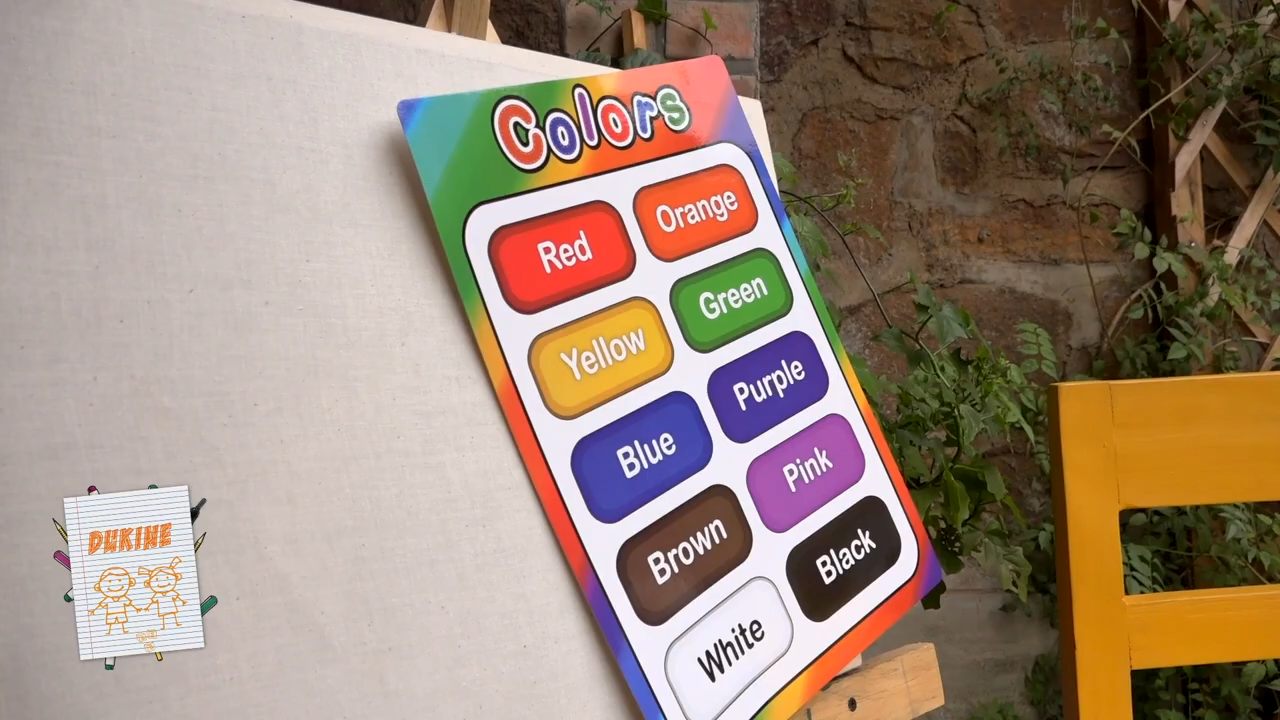 Colors
Red
Orange
Yellow
Green
Blue
Purple
Brown
Pink
White
Black
DUKINE